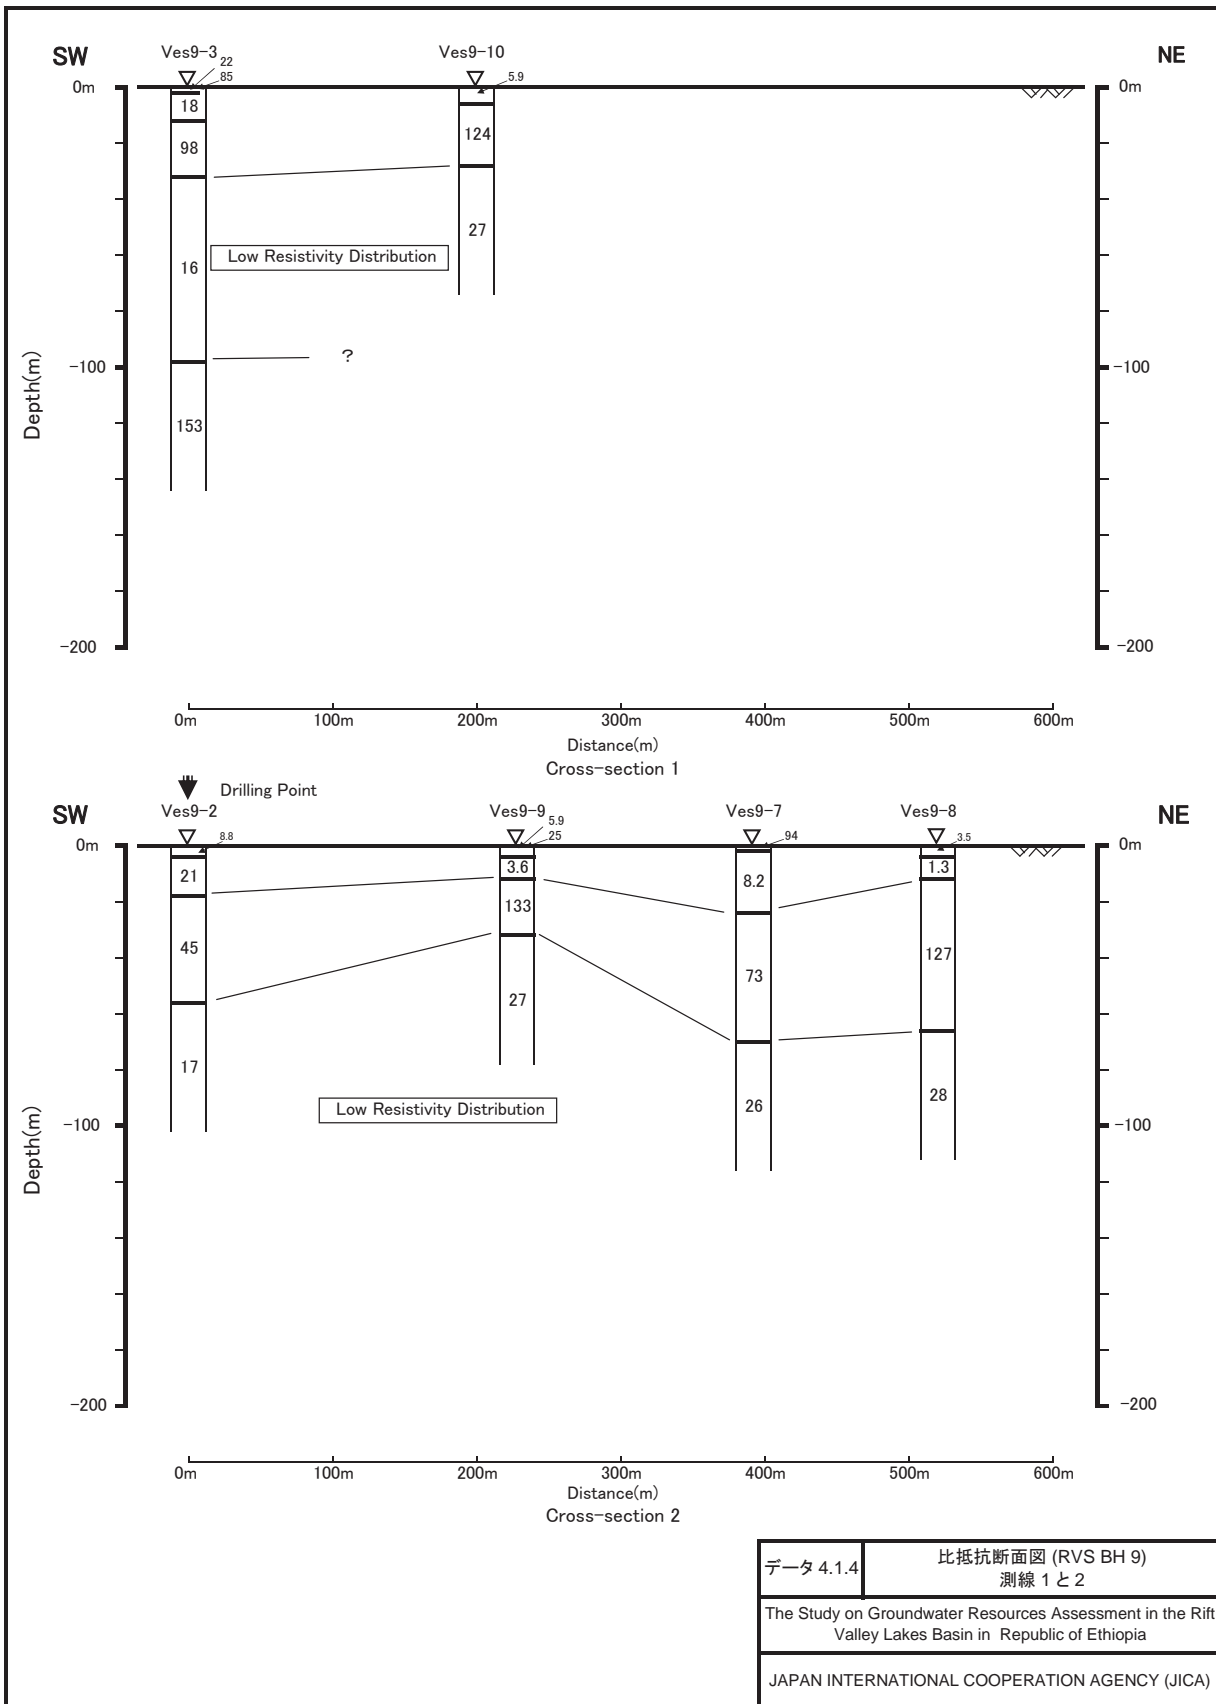 SW
Ves9-3
Ves9-10
NE
22
85
5.9
0m
0m
18
98
124
16
27
Low Resistivity Distribution
Depth(m)
-100
?
-100
153
-200
-200
0m 100m 200m 300m 400m 500m 600m
Distance(m)
Cross-section 1
Drilling Point
SW
Ves9-2
Ves9-9
Ves9-7
Ves9-8
NE
8.8
5.9
25
94
3.5
0m
0m
21
3.6
8.2
1.3
45
133
73
127
17
27
26
28
Low Resistivity Distribution
Depth(m)
-100
-100
-200
-200
0m 100m 200m 300m 400m 500m 600m
Distance(m)
Cross-section 2
データ 4.1.4
比抵抗断面図 (RVS BH 9)
測線 1 と 2
The Study on Groundwater Resources Assessment in the Rift
Valley Lakes Basin in Republic of Ethiopia
JAPAN INTERNATIONAL COOPERATION AGENCY (JICA)